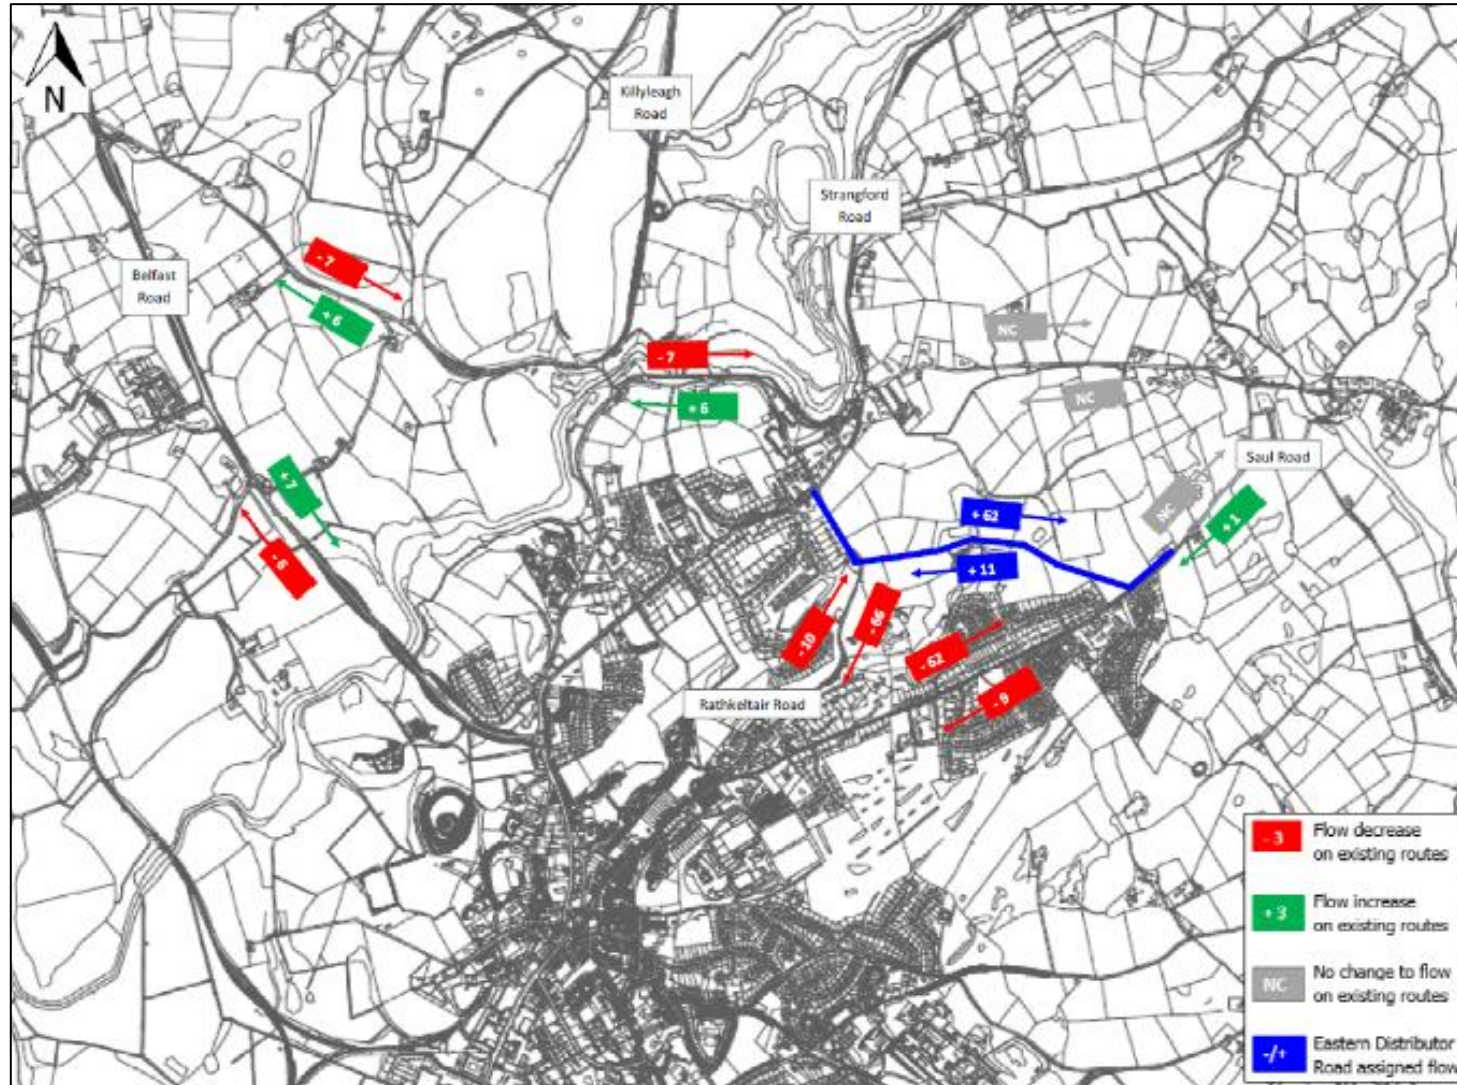 N
Killyleagh
Road
Strangford
Road
Belfast
Road
- 7
+ 6
- 7
+ 6
NC
NC
Saul Road
NC
+ 1
+ 7
- 6
+ 62
+ 11
- 10
- 66
- 62
- 9
Rathkeltair Road
- 3
Flow decrease
on existing routes
+ 3
Flow increase
on existing routes
NC
No change to flow
on existing routes
-/+
Eastern Distributor
Road assigned flow